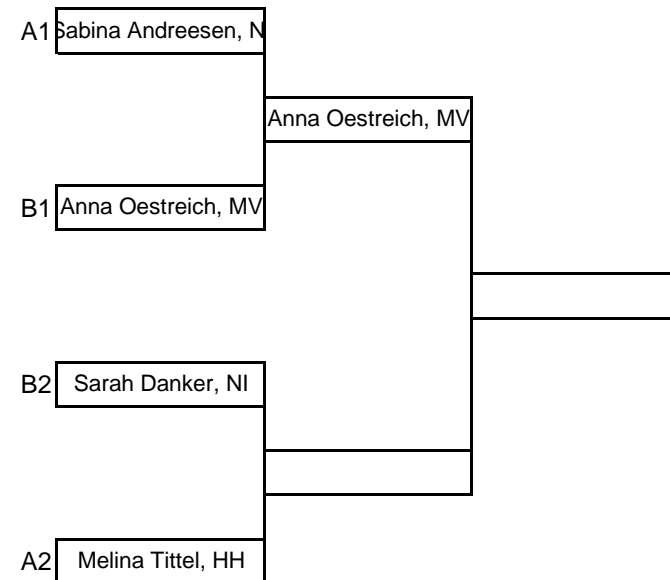 A1 Sabina Andreesen, N
Anna Oestreich, MV
B1 Anna Oestreich, MV
B2 Sarah Danker, NI
A2 Melina Tittel, HH